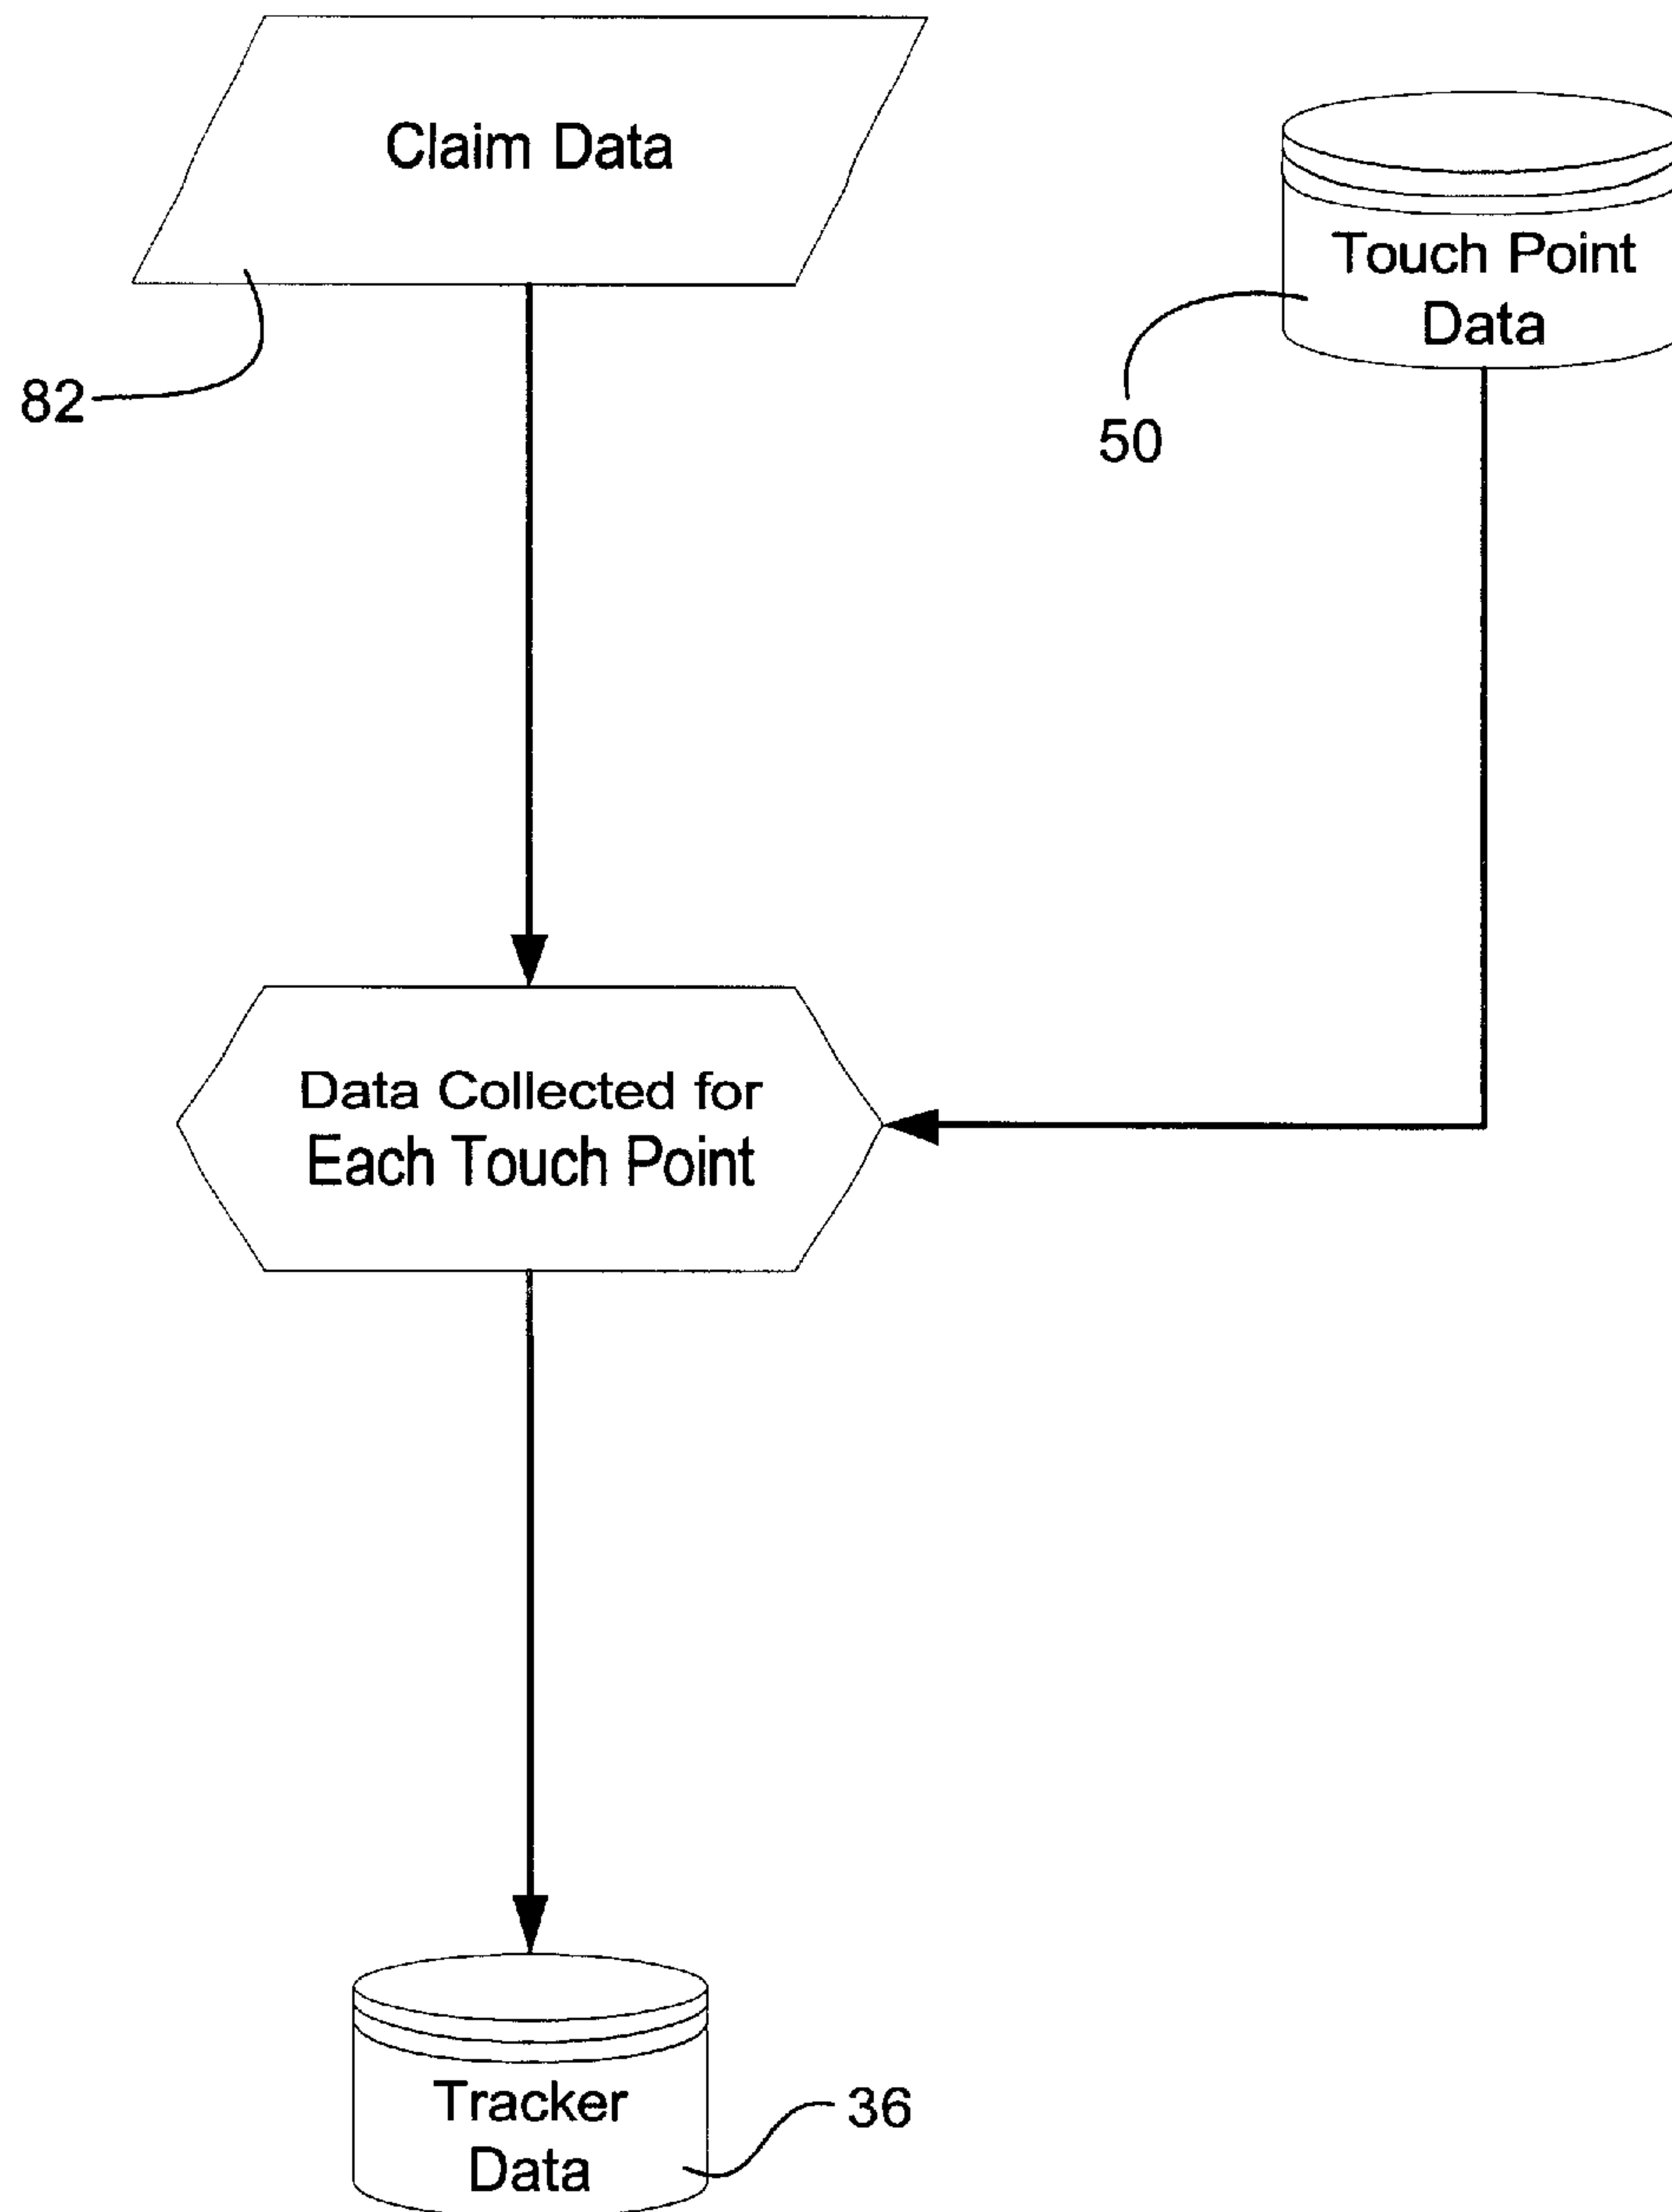 Claim Data
Touch Point
Data
82
50
Data Collected for
Each Touch Point
Tracker
Data
36